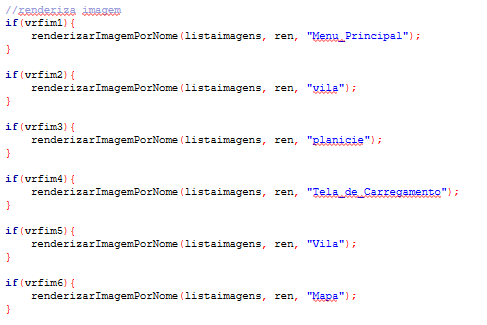 //renderiza imagem
if(vrfim1){
    renderizarImagemPorNome(listaimagens, ren, "Menu_Principal");
}

if(vrfim2){
    renderizarImagemPorNome(listaimagens, ren, "vila");
}

if(vrfim3){
    renderizarImagemPorNome(listaimagens, ren, "planicie");
}

if(vrfim4){
    renderizarImagemPorNome(listaimagens, ren, "Tela_de_Carregamento");
}

if(vrfim5){
    renderizarImagemPorNome(listaimagens, ren, "Vila");
}

if(vrfim6){
    renderizarImagemPorNome(listaimagens, ren, "Mapa");
}